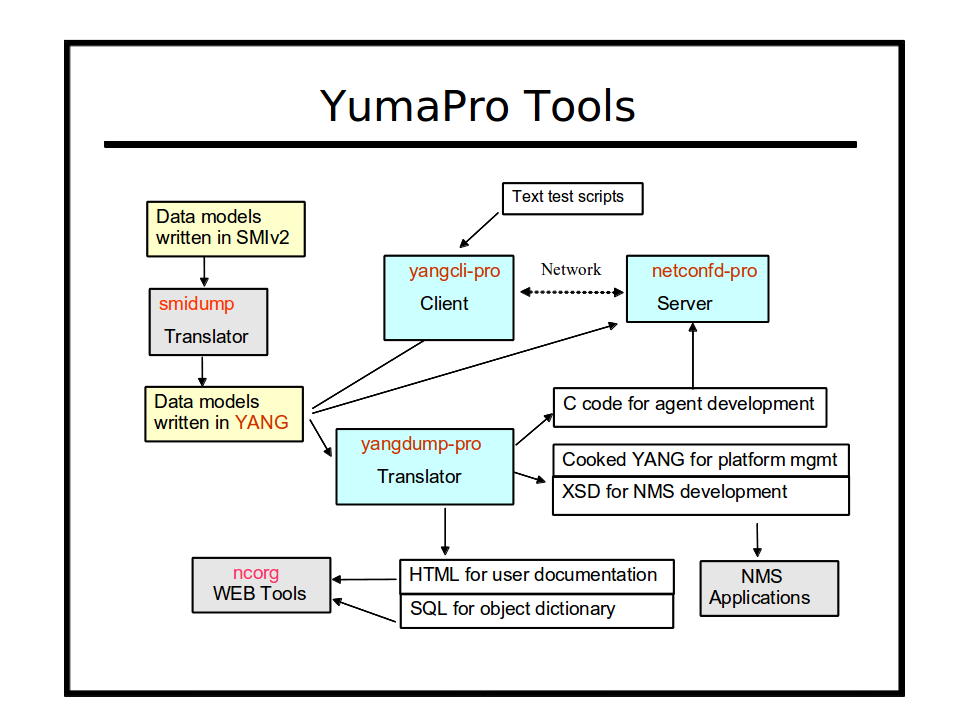 YumaPro Tools
Text test scripts
Data models
written in SMIv2
yangcli-pro
Client
Network
netconfd-pro
Server
smidump
Translator
Data models
written in YANG
C code for agent development
yangdump-pro
Translator
Cooked YANG for platform mgmt
XSD for NMS development
ncorg
WEB Tools
HTML for user documentation
SQL for object dictionary
NMS
Applications